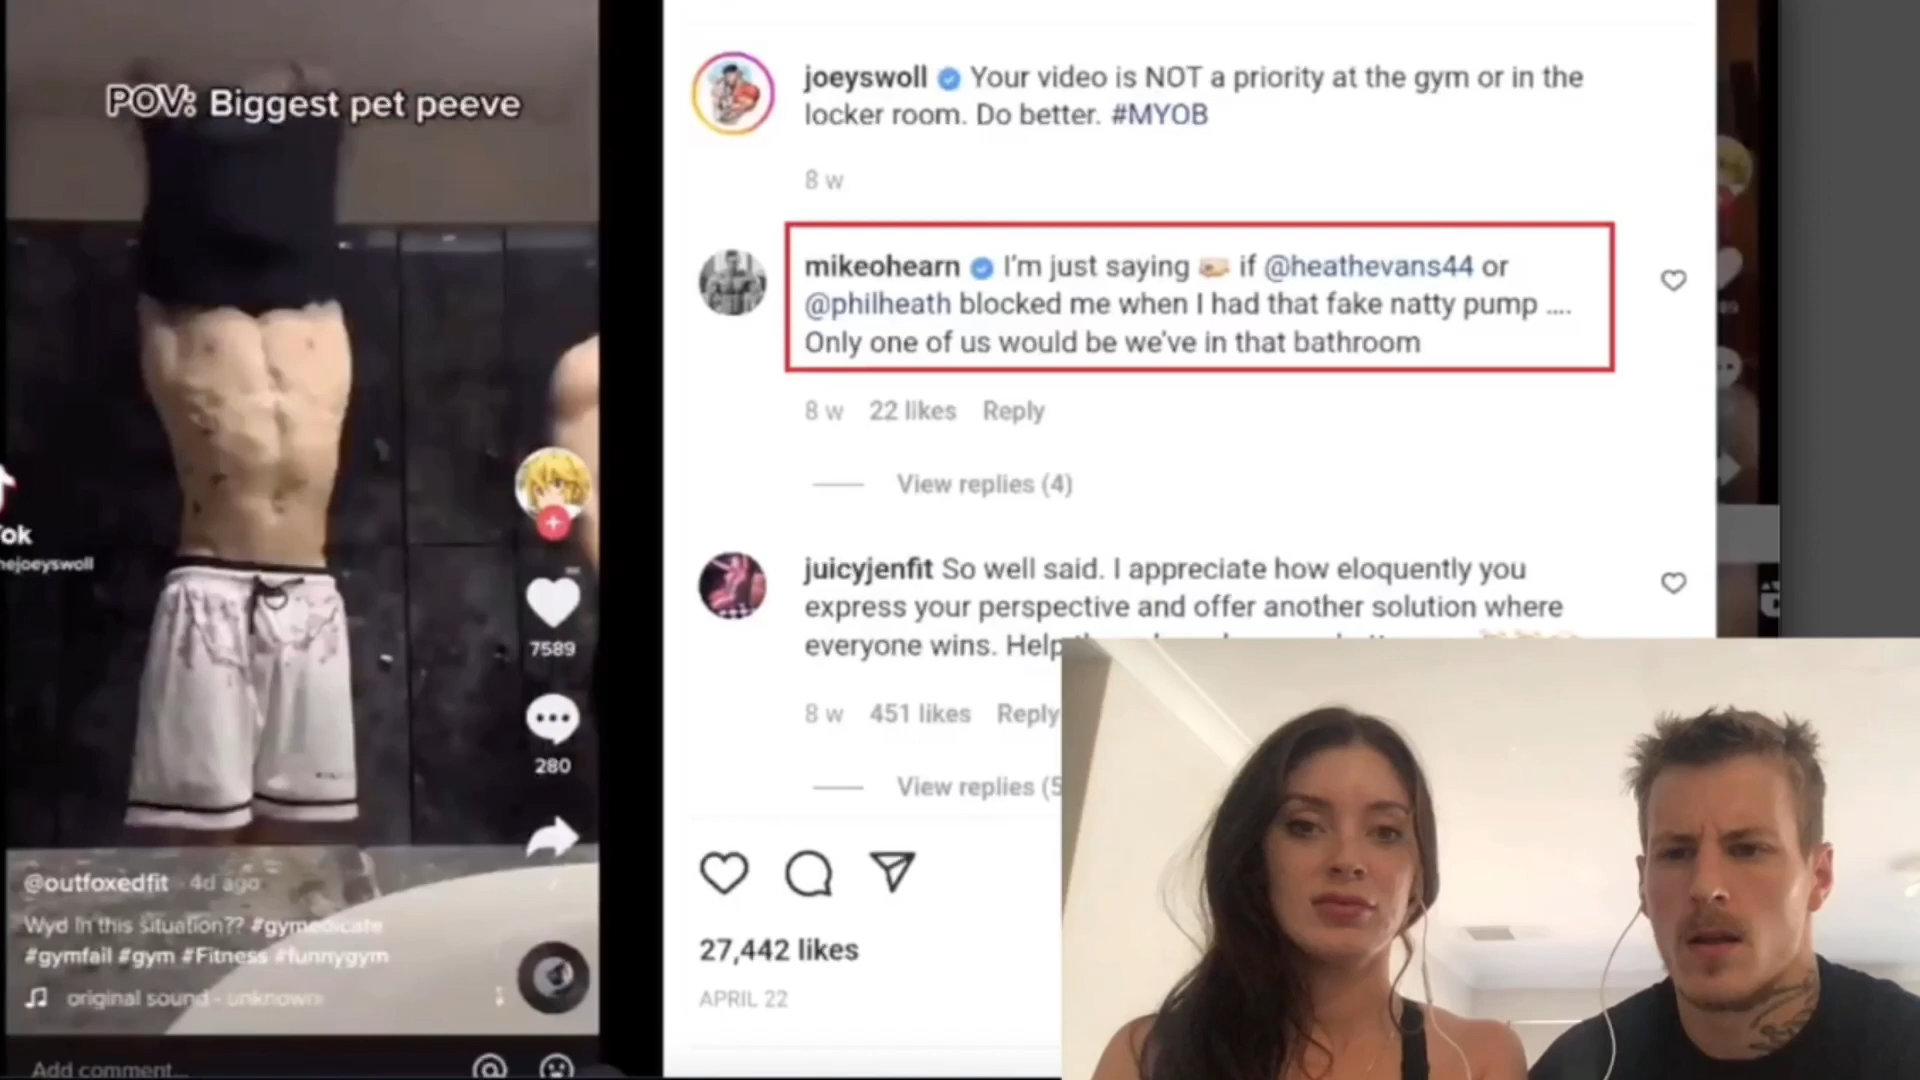 POV: Biggest pet peeve
ok
nejoeyswoll
7589
280
@outfoxedfit · 4d ago
Wyd In this situation?? #gymedicate
#gymfail #gym #Fitness #funnygym
original sound - unknown
Add comment...
joeyswoll Your video is NOT a priority at the gym or in the
locker room. Do better. #MYOB
8 w
mikeohearn I'm just saying 🤛🏻 if @heathevans44 or
@philheath blocked me when I had that fake natty pump ....
Only one of us would be we've in that bathroom
8 w 22 likes Reply
View replies (4)
juicyjenfit So well said. I appreciate how eloquently you
express your perspective and offer another solution where
everyone wins. Help
8 w 451 likes Reply
View replies (5
27,442 likes
APRIL 22